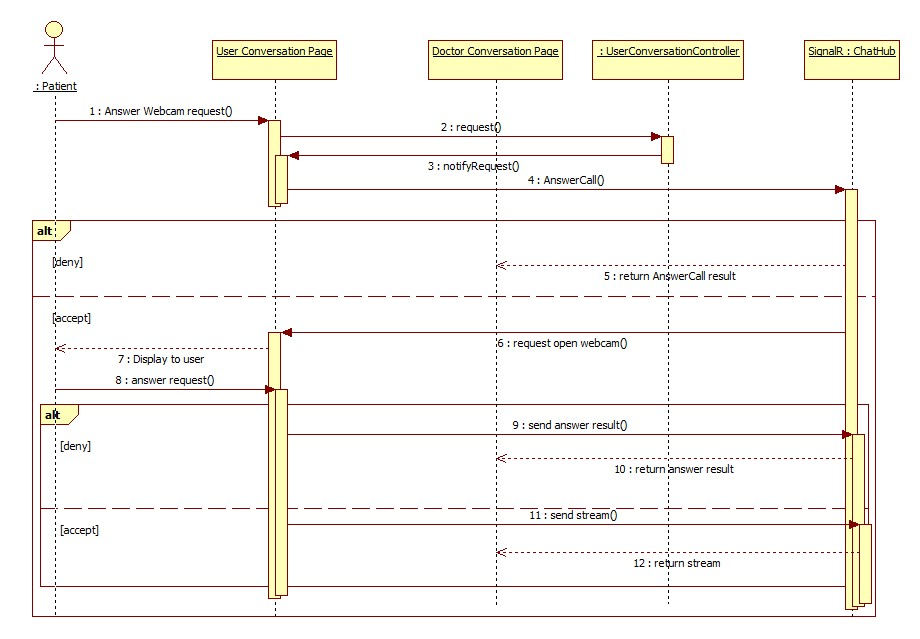 User Conversation Page
Doctor Conversation Page
: UserConversationController
SignalR : ChatHub
: Patient
1 : Answer Webcam request()
2 : request()
3 : notifyRequest()
4 : AnswerCall()
alt
[deny]
5 : return AnswerCall result
[accept]
6 : request open webcam()
7 : Display to user
8 : answer request()
alt
9 : send answer result()
[deny]
10 : return answer result
11 : send stream()
[accept]
12 : return stream